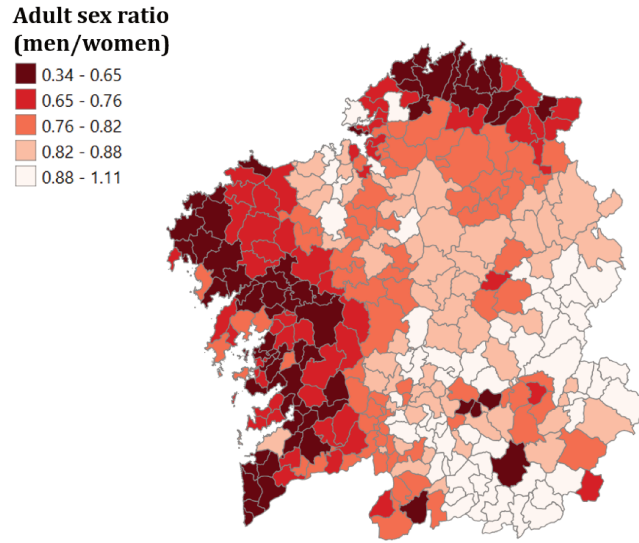 Adult sex ratio
(men/women)
0.34 - 0.65
0.65 - 0.76
0.76 - 0.82
0.82 - 0.88
0.88 - 1.11